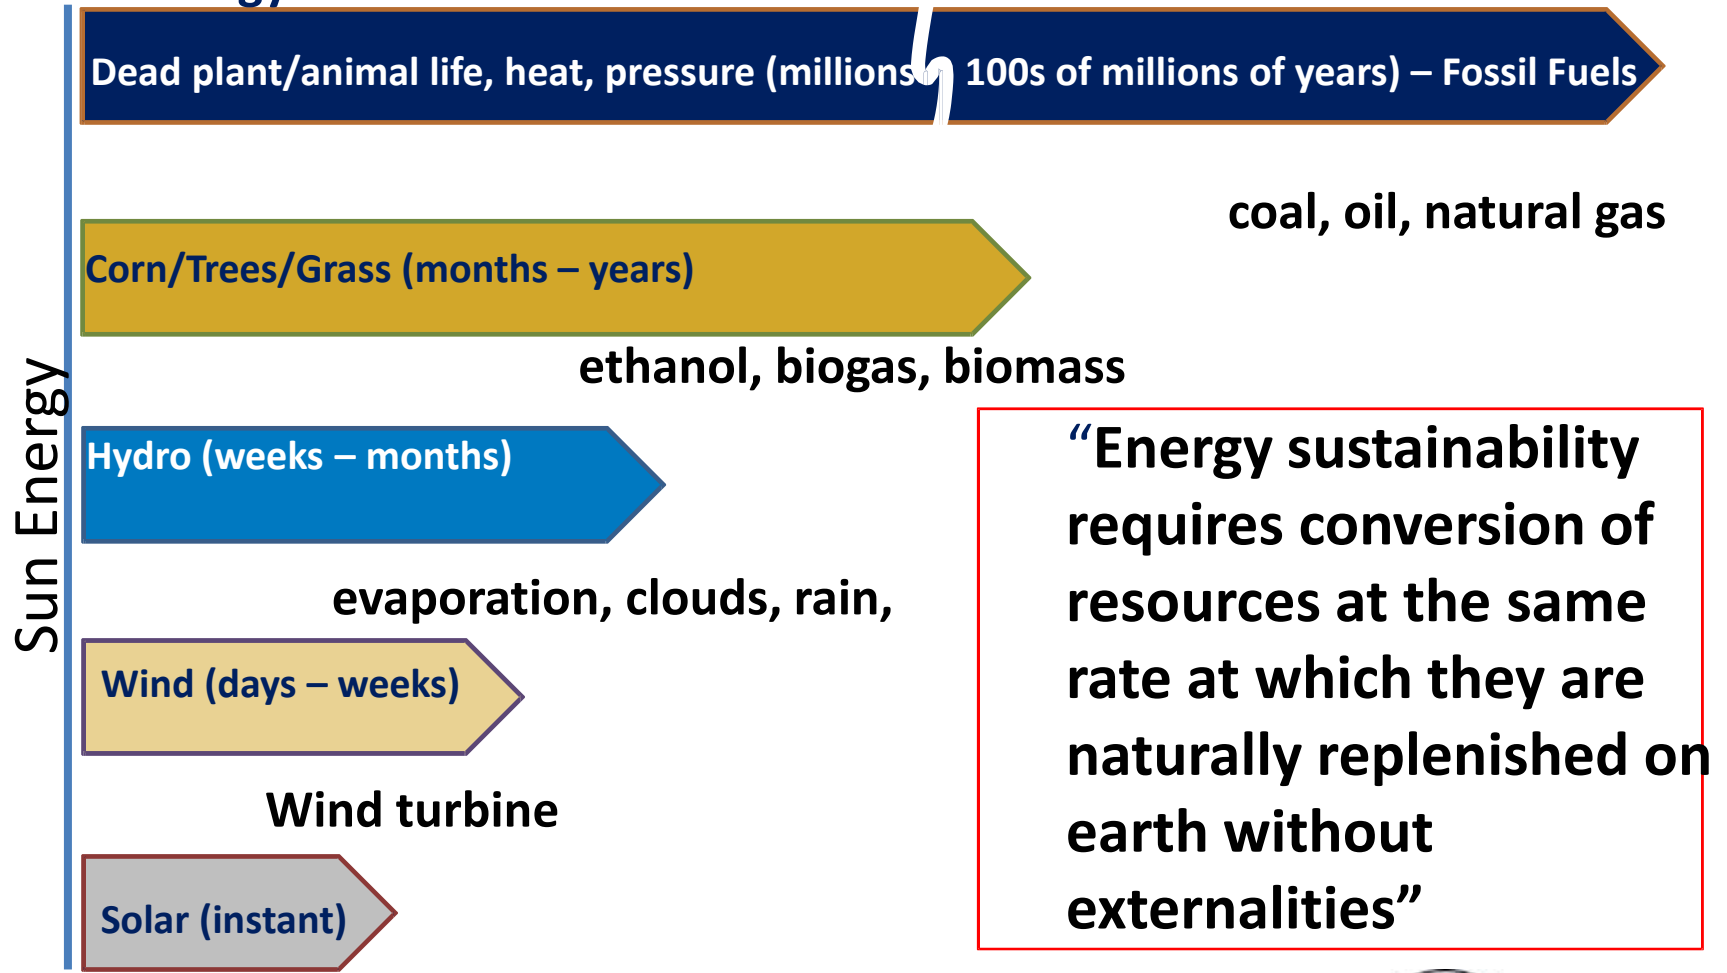 Dead plant/animal life, heat, pressure (millions 100s of millions of years) – Fossil Fuels
coal, oil, natural gas
Corn/Trees/Grass (months – years)
ethanol, biogas, biomass
Sun Energy
Hydro (weeks – months)
evaporation, clouds, rain,
Wind (days – weeks)
Wind turbine
Solar (instant)
“Energy sustainability
requires conversion of
resources at the same
rate at which they are
naturally replenished on
earth without
externalities”